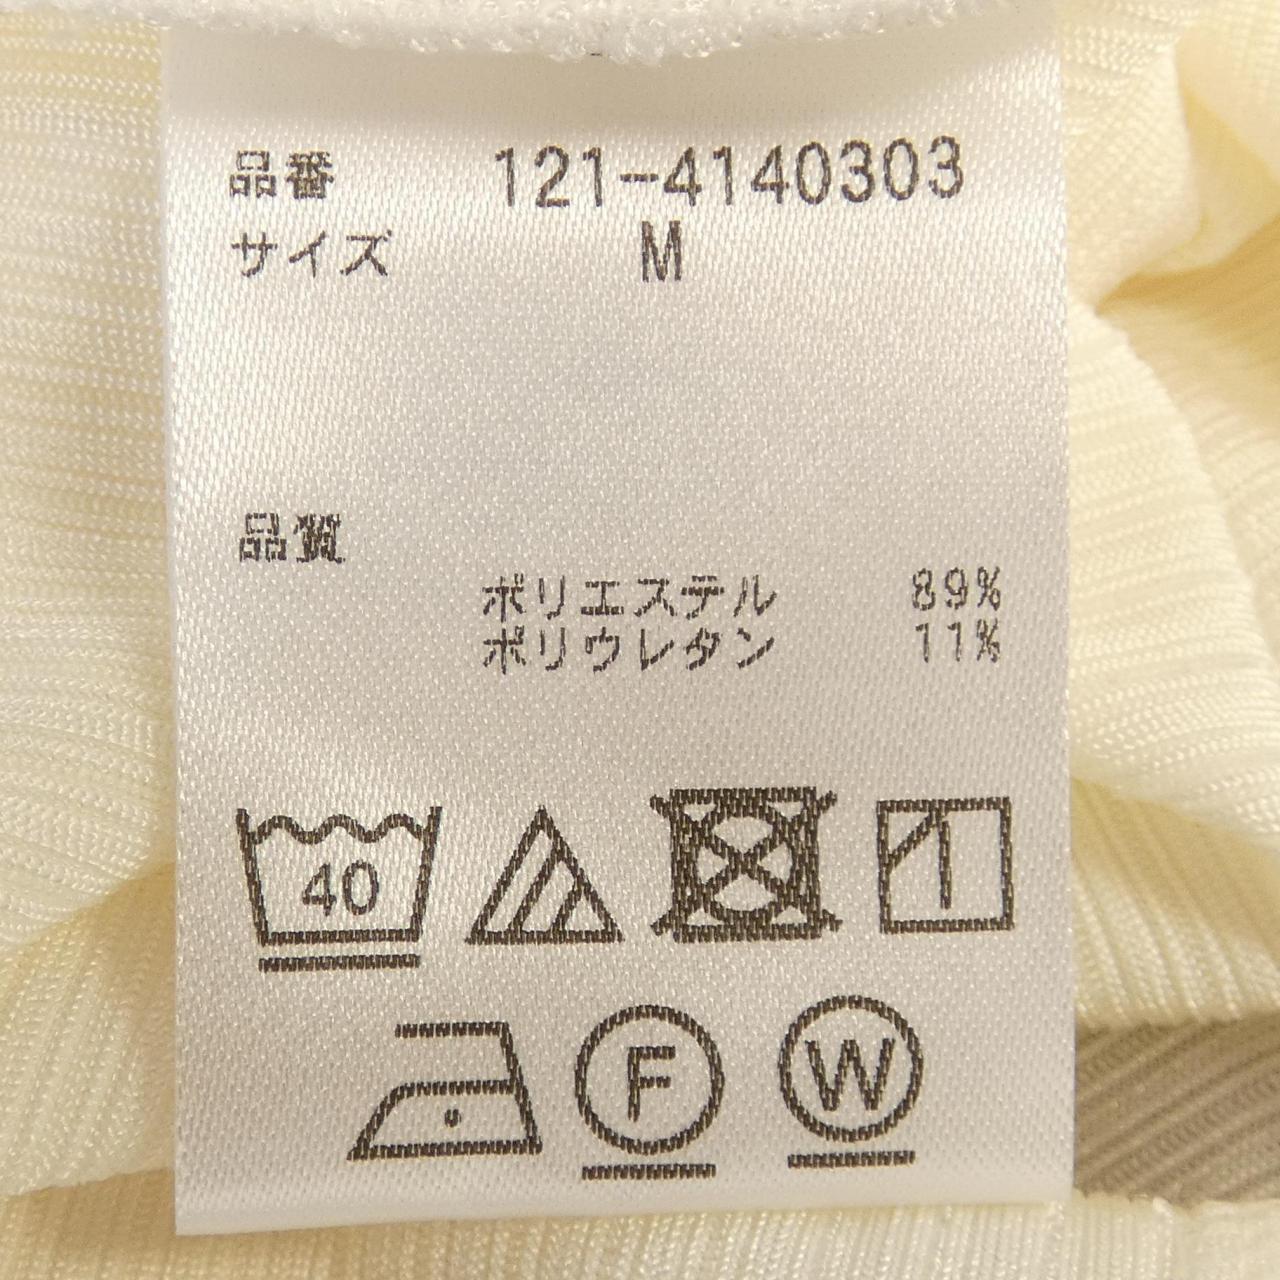 品番 121-4140303
サイズ M
品質
ポリエステル 89%
ポリウレタン 11%
40
F W